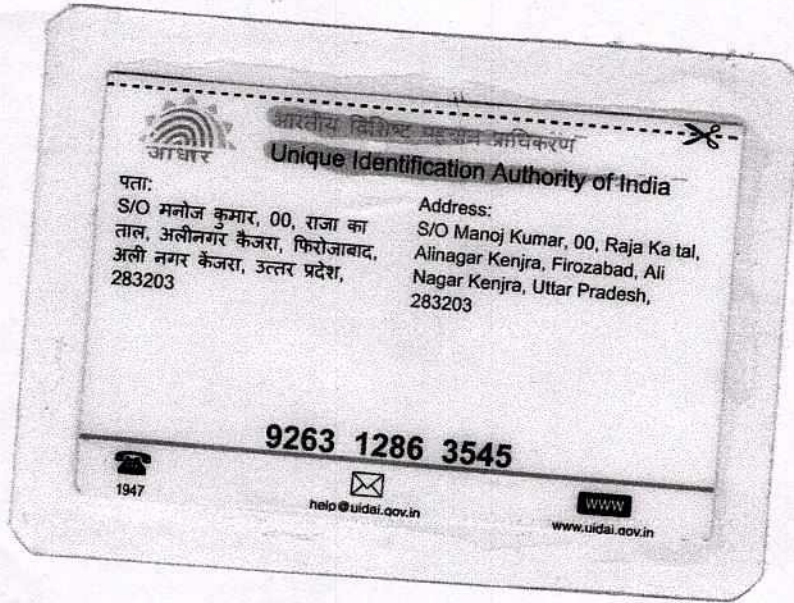 भारतीय विशिष्ट पहचान प्राधिकरण
आधार
Unique Identification Authority of India
पता:
S/O मनोज कुमार, 00, राजा का
ताल, अलीनगर कैजरा, फिरोजाबाद,
अली नगर केंजरा, उत्तर प्रदेश,
283203
Address:
S/O Manoj Kumar, 00, Raja Ka tal,
Alinagar Kenjra, Firozabad, Ali
Nagar Kenjra, Uttar Pradesh,
283203
9263 1286 3545
1947
help@uidai.gov.in
www
www.uidai.gov.in